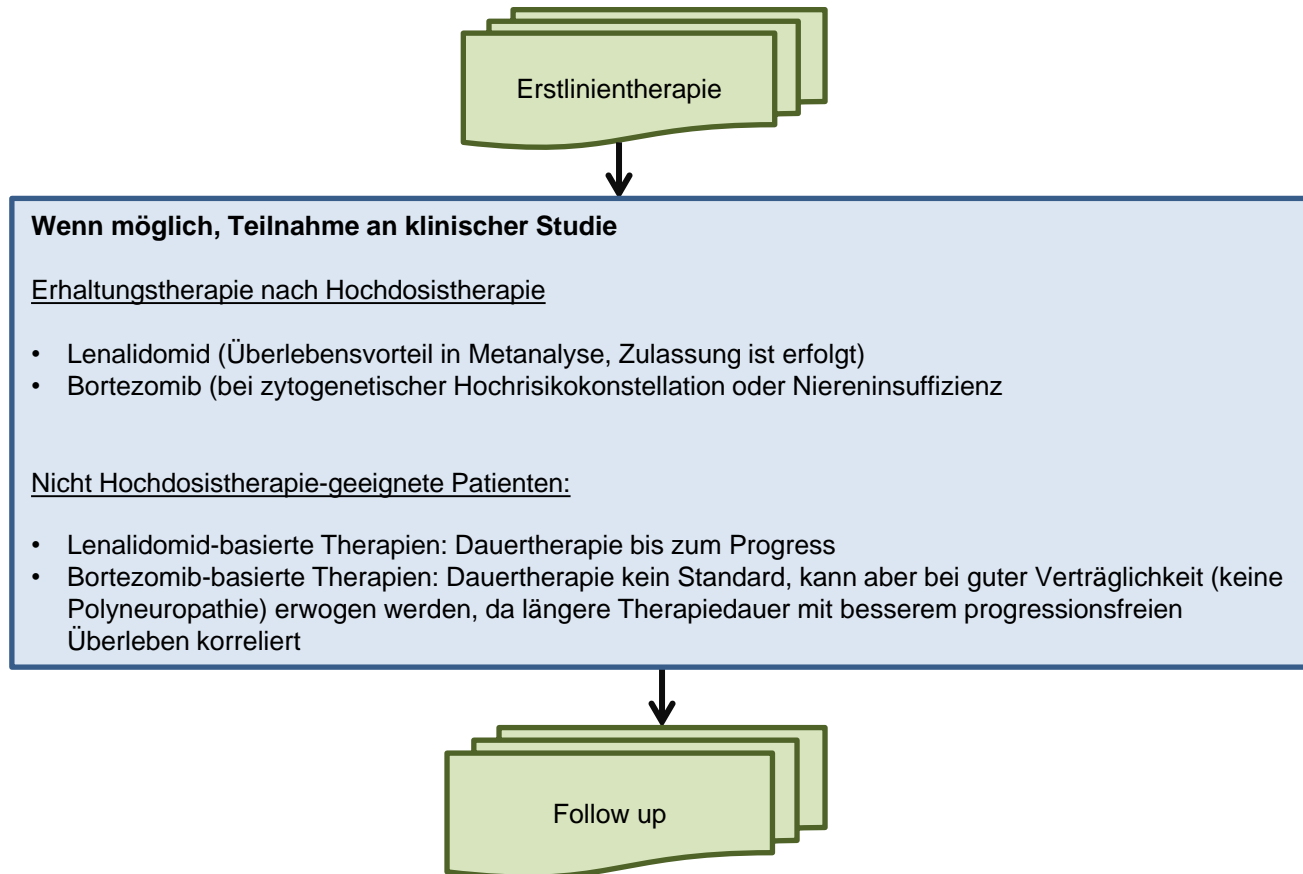 Erstlinientherapie
Wenn möglich, Teilnahme an klinischer Studie
Erhaltungstherapie nach Hochdosistherapie
• Lenalidomid (Überlebensvorteil in Metanalyse, Zulassung ist erfolgt)
• Bortezomib (bei zytogenetischer Hochrisikokonstellation oder Niereninsuffizienz
Nicht Hochdosistherapie-geeignete Patienten:
• Lenalidomid-basierte Therapien: Dauertherapie bis zum Progress
• Bortezomib-basierte Therapien: Dauertherapie kein Standard, kann aber bei guter Verträglichkeit (keine
Polyneuropathie) erwogen werden, da längere Therapiedauer mit besserem progressionsfreien
Überleben korreliert
Follow up